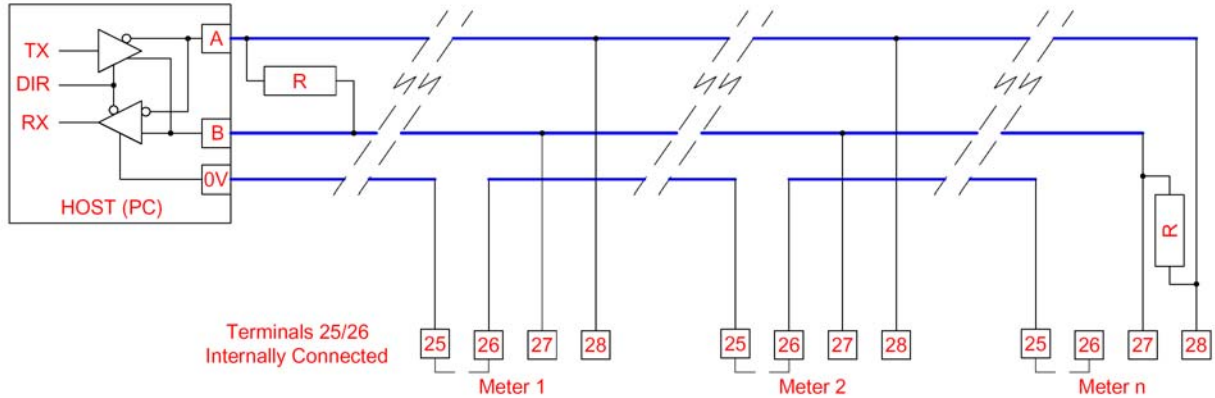 A
TX
R
DIR
RX
B
0V
HOST (PC)
R
Terminals 25/26
Internally Connected
25 26 27 28
25 26 27 28
25 26 27 28
Meter 1
Meter 2
Meter n